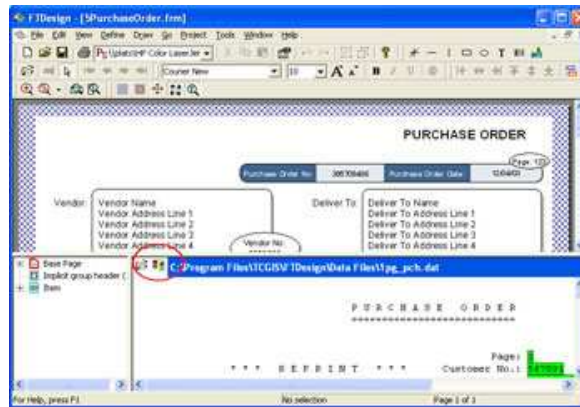 FTDesign - [SPurchaseOrder.frm]
File Edit View Define Draw Go Project Tools Window Help
Courier New 10
PURCHASE ORDER
Page
Purchase Order No Purchase Order Date
Vendor: Vendor Name Deliver To: Deliver To Name
Vendor Address Line 1 Deliver To Address Line 1
Vendor Address Line 2 Deliver To Address Line 2
Vendor Address Line 3 Deliver To Address Line 3
Vendor Address Line 4 Vendor No. Deliver To Address Line 4
Base Page C:\Program Files\TCGIS\FTDesign\Data Files\1pg_pch.dat
Implicit group header (
Item
P U R C H A S E O R D E R
Page:
* * * R E P R I N T * * * Customer No.:
For Help, press F1 No selection Page 1 of 1